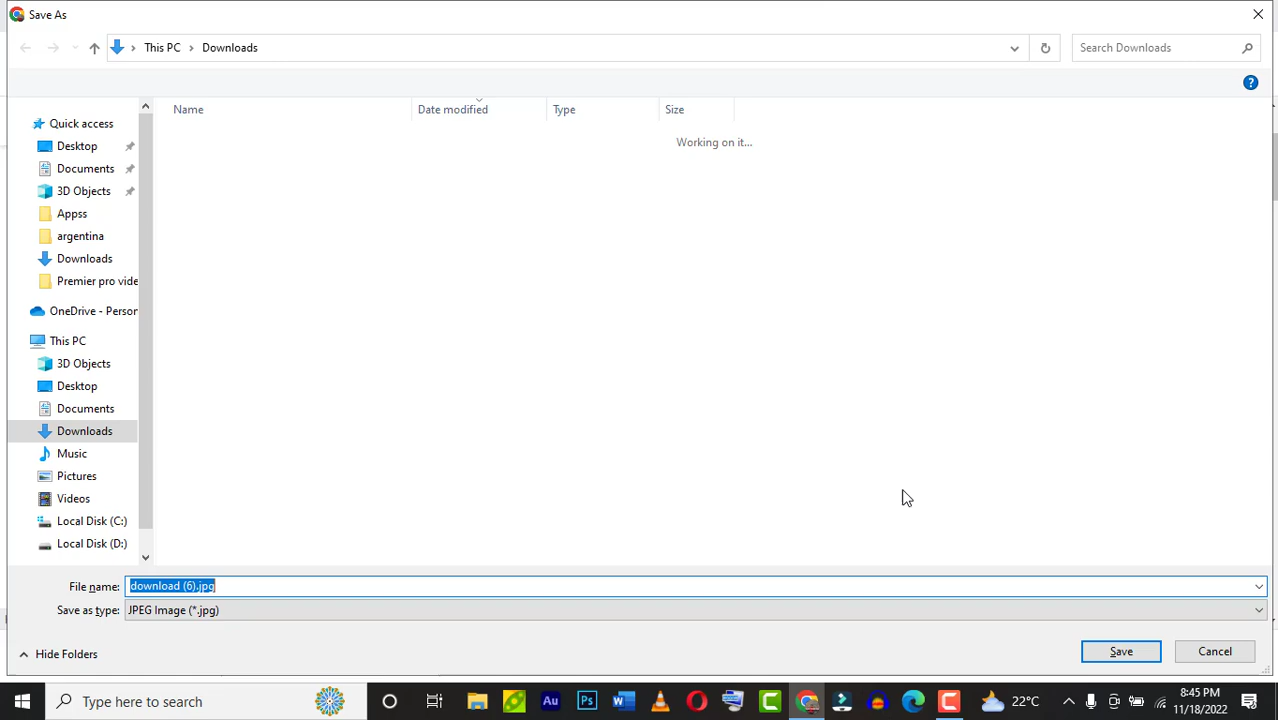 Save As
This PC > Downloads
Search Downloads
Name Date modified Type Size
Working on it...
Quick access
Desktop
Documents
3D Objects
Appss
argentina
Downloads
Premier pro vide
OneDrive - Person
This PC
3D Objects
Desktop
Documents
Downloads
Music
Pictures
Videos
Local Disk (C:)
Local Disk (D:)
File name: download (6).jpg
Save as type: JPEG Image (*.jpg)
Hide Folders
Save Cancel
Type here to search
Au
Ps
W
C
22°C
8:45 PM
11/18/2022